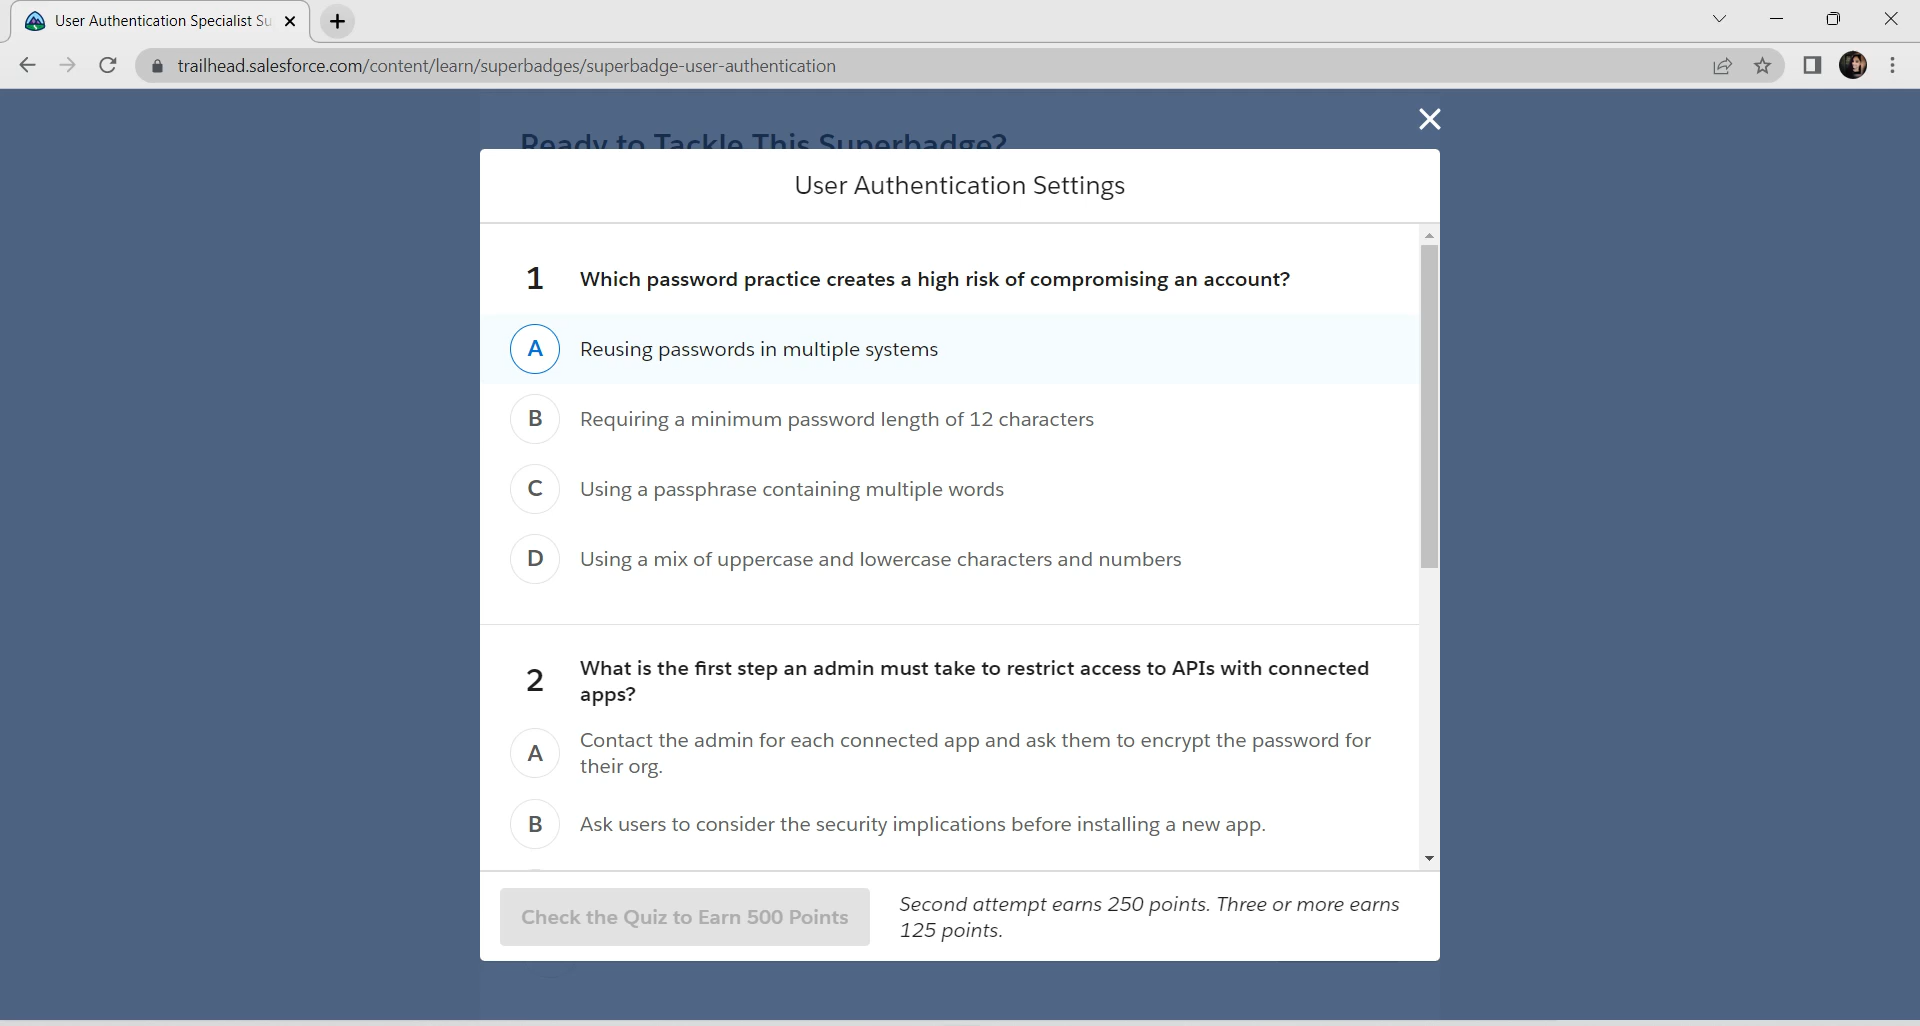 User Authentication Specialist Su
trailhead.salesforce.com/content/learn/superbadges/superbadge-user-authentication
Ready to Tackle This Superbadge?
User Authentication Settings
1 Which password practice creates a high risk of compromising an account?
A Reusing passwords in multiple systems
B Requiring a minimum password length of 12 characters
C Using a passphrase containing multiple words
D Using a mix of uppercase and lowercase characters and numbers
2 What is the first step an admin must take to restrict access to APIs with connected
apps?
A Contact the admin for each connected app and ask them to encrypt the password for
their org.
B Ask users to consider the security implications before installing a new app.
Check the Quiz to Earn 500 Points
Second attempt earns 250 points. Three or more earns
125 points.